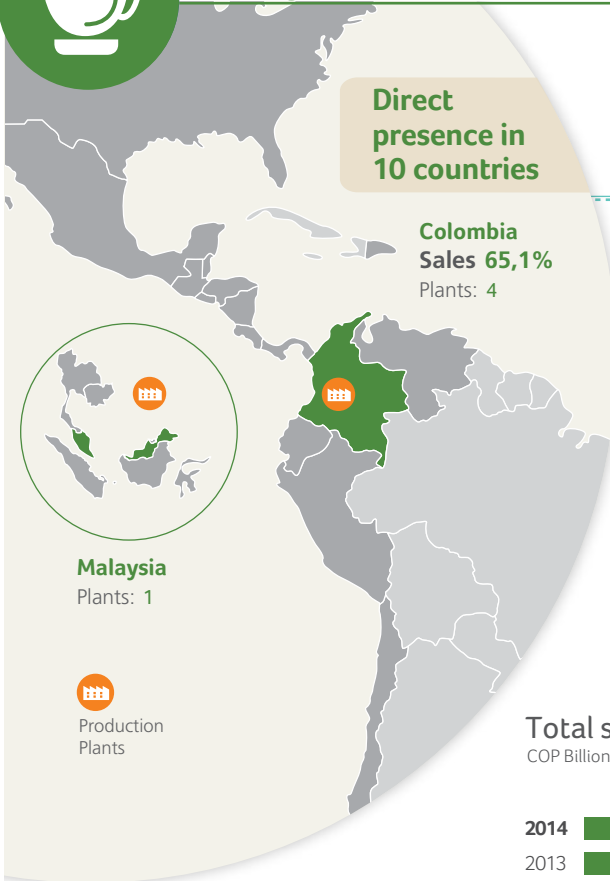 Direct
presence in
10 countries
Colombia
Sales 65,1%
Plants: 4
Malaysia
Plants: 1
Production
Plants
Total s
COP Billion
2014
2013